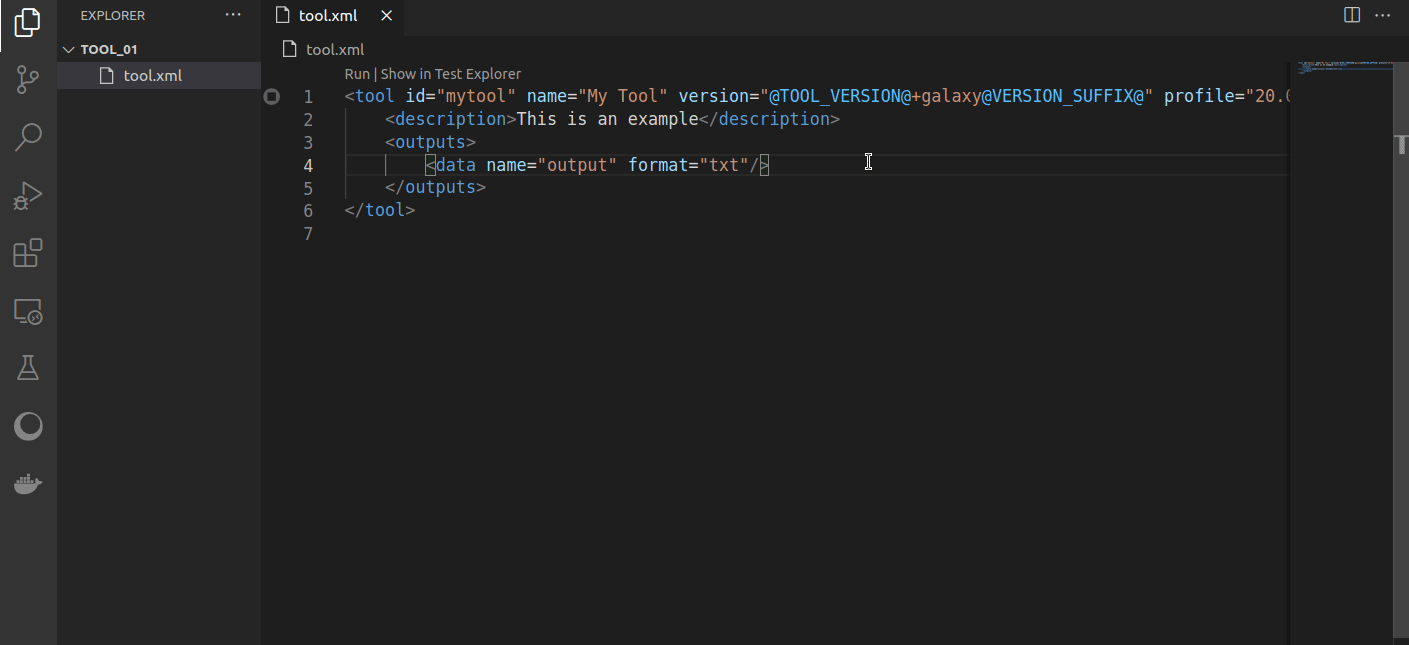 EXPLORER
TOOL_01
tool.xml
tool.xml
tool.xml
Run | Show in Test Explorer
1 <tool id="mytool" name="My Tool" version="@TOOL_VERSION@+galaxy@VERSION_SUFFIX@" profile="20.0
2 <description>This is an example</description>
3 <outputs>
4 <data name="output" format="txt"/>
5 </outputs>
6 </tool>
7